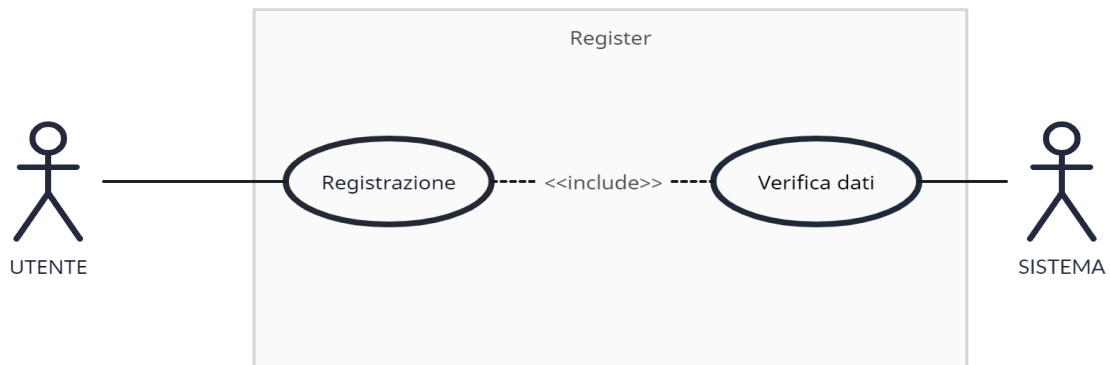 Register
Registrazione
<<include>>
Verifica dati
UTENTE
SISTEMA